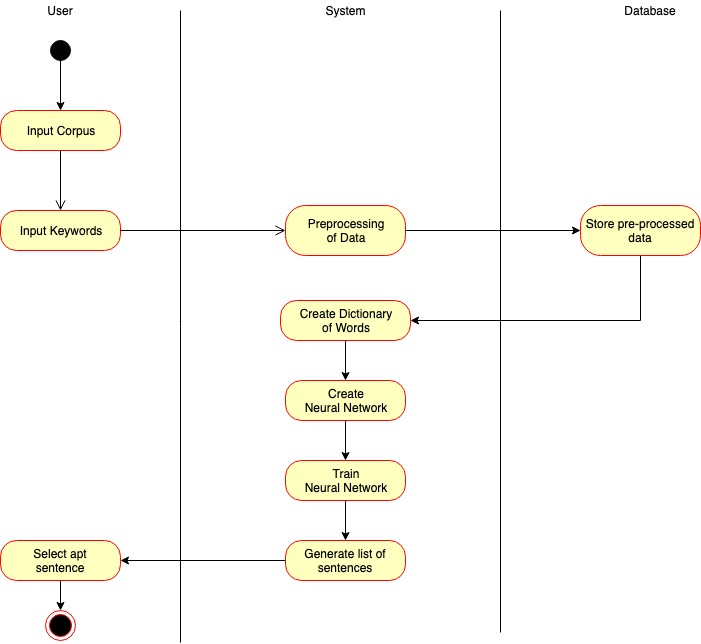 User
System
Database
Input Corpus
Input Keywords
Preprocessing
of Data
Store pre-processed
data
Create Dictionary
of Words
Create
Neural Network
Train
Neural Network
Generate list of
sentences
Select apt
sentence